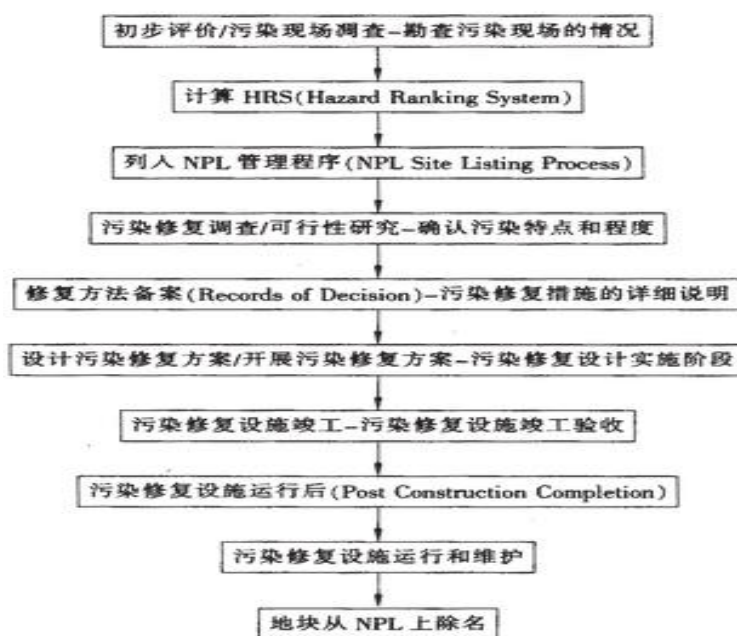 初步评价/污染现场凋查–勘查污染现场的情况
计算 HRS(Hazard Ranking System)
列人 NPL 管理程序(NPL Site Listing Process)
污染修复调查/可行性研究–确认污染特点和程度
修复方法备案(Records of Decision)–污染修复措施的详细说明
设计污染修复方案/开展污染修复方案–污染修复设计实施阶段
污染修复设施竣工–污染修复设施竣工验收
污染修复设施运行后(Post Construction Completion)
污染修复设施运行和维护
地块从 NPL 上除名